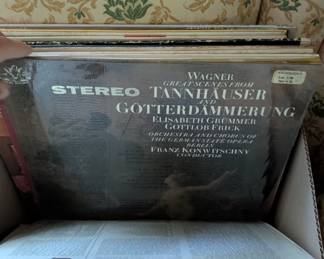 STEREO
WAGNER
GREAT SCENES FROM
TANNHÄUSER
AND
GÖTTERDÄMMERUNG
ELISABETH GRÜMMER
GOTTLOB FRICK
ORCHESTRA AND CHORUS OF
THE GERMAN STATE OPERA
BERLIN
FRANZ KONWITSCHNY
CONDUCTOR